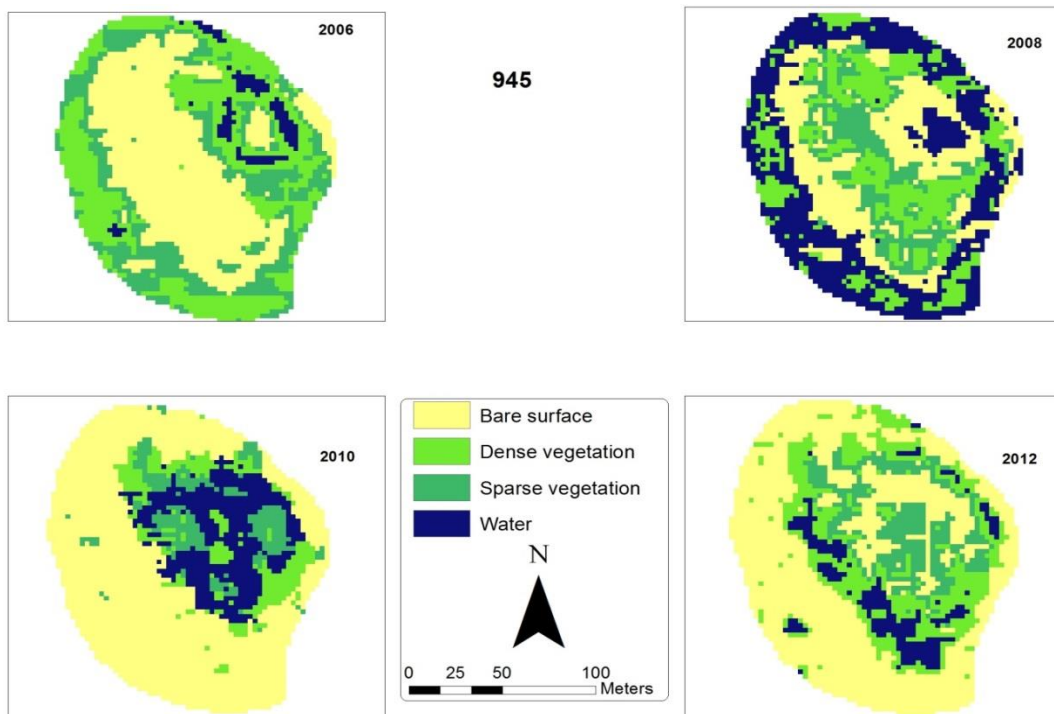 2006
945
2008
2010
Bare surface
Dense vegetation
Sparse vegetation
Water
N
0 25 50 100
Meters
2012